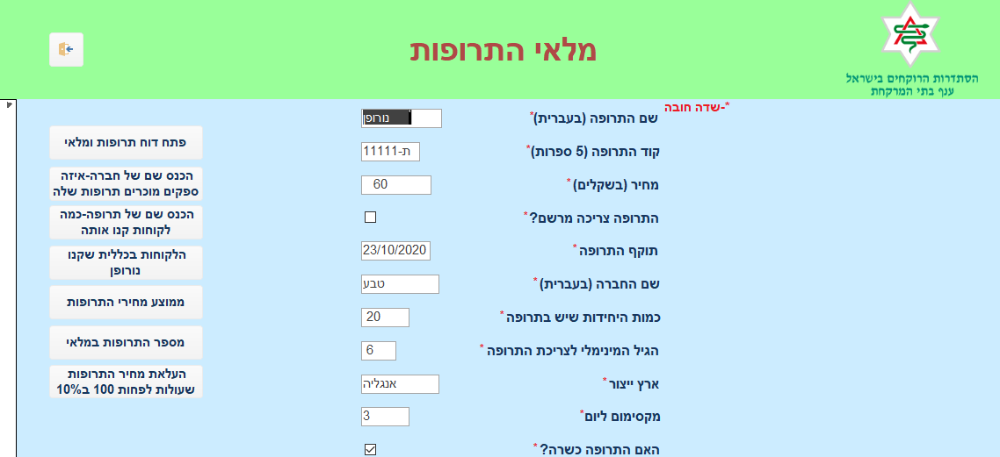 מלאי התרופות
הסתדרות הרוקחים בישראל
ענף בתי המרקחת
*-שדה חובה
שם התרופה (בעברית)* נורופן
קוד התרופה (5 ספרות)* ת-11111
מחיר (בשקלים)* 60
התרופה צריכה מרשם?*
תוקף התרופה* 23/10/2020
שם החברה (בעברית)* טבע
כמות היחידות שיש בתרופה* 20
הגיל המינימלי לצריכת התרופה* 6
ארץ ייצור* אנגליה
מקסימום ליום* 3
האם התרופה כשרה?*
פתח דוח תרופות ומלאי
הכנס שם של חברה-איזה
ספקים מוכרים תרופות שלה
הכנס שם של תרופה-כמה
לקוחות קנו אותה
הלקוחות בכללית שקנו
נורופן
ממוצע מחירי התרופות
מספר התרופות במלאי
העלאת מחיר התרופות
שעולות לפחות 100 ב10%